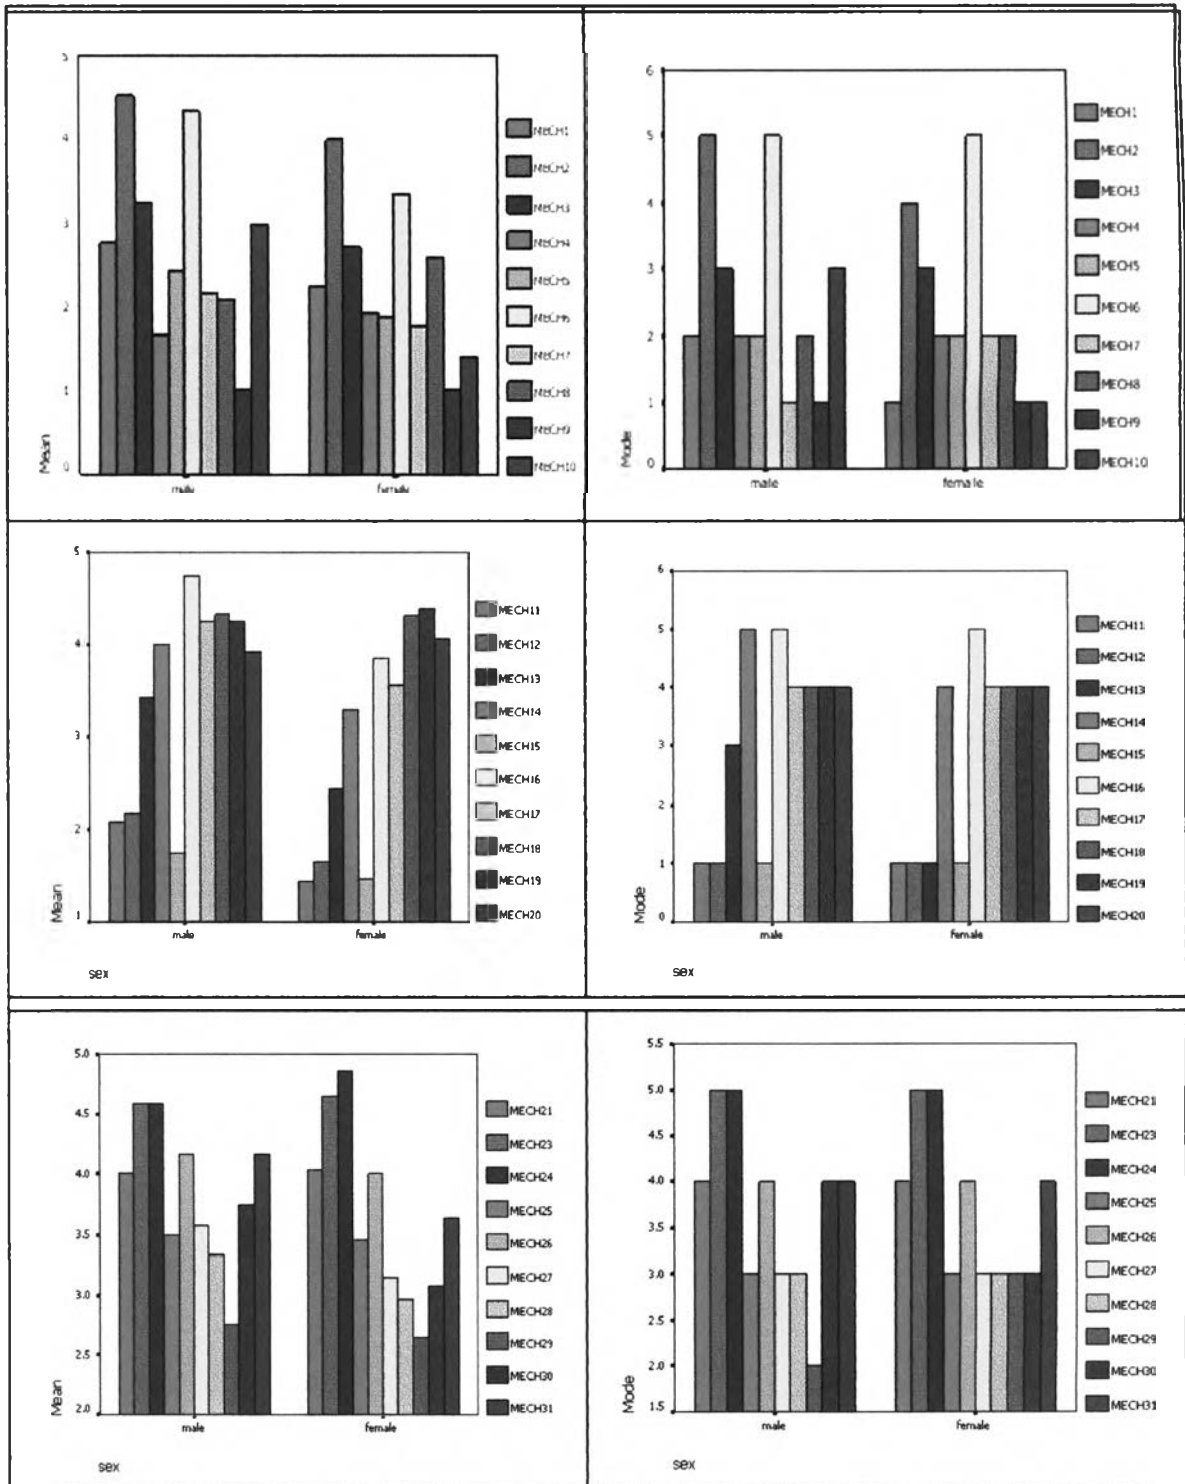 5
4
3
2
1
0
Mean
male
female
MECH1
MECH2
MECH3
MECH4
MECH5
MECH6
MECH7
MECH8
MECH9
MECH10
6
5
4
3
2
1
0
Mode
male
female
MECH1
MECH2
MECH3
MECH4
MECH5
MECH6
MECH7
MECH8
MECH9
MECH10
5
4
3
2
1
Mean
male
female
sex
MECH11
MECH12
MECH13
MECH14
MECH15
MECH16
MECH17
MECH18
MECH19
MECH20
6
5
4
3
2
1
0
Mode
male
female
sex
MECH11
MECH12
MECH13
MECH14
MECH15
MECH16
MECH17
MECH18
MECH19
MECH20
5.0
4.5
4.0
3.5
3.0
2.5
2.0
Mean
male
female
sex
MECH21
MECH23
MECH24
MECH25
MECH26
MECH27
MECH28
MECH29
MECH30
MECH31
5.5
5.0
4.5
4.0
3.5
3.0
2.5
2.0
1.5
Mode
male
female
sex
MECH21
MECH23
MECH24
MECH25
MECH26
MECH27
MECH28
MECH29
MECH30
MECH31